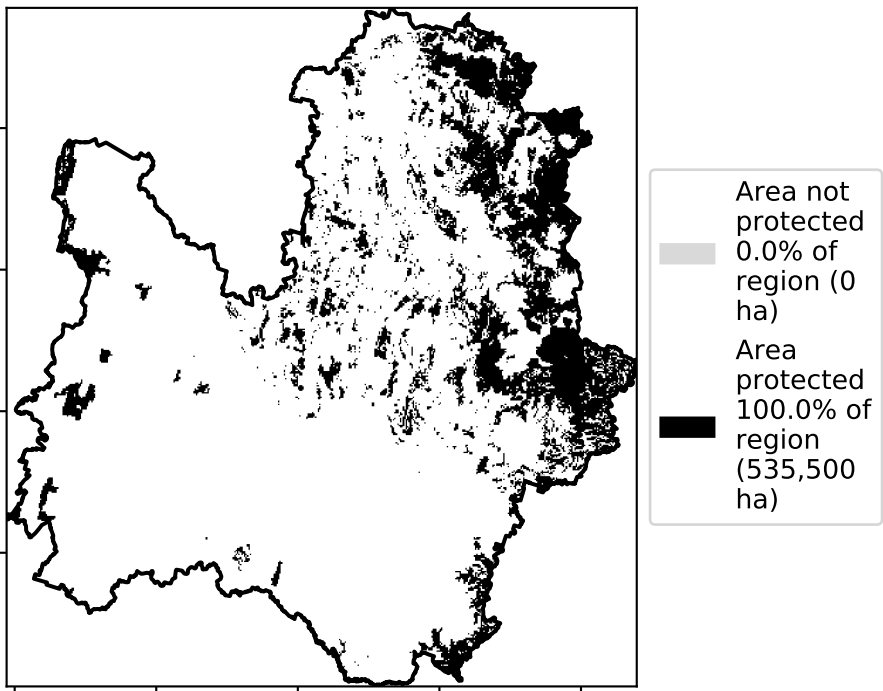 Area not
protected
0.0% of
region (0
ha)
Area
protected
100.0% of
region
(535,500
ha)